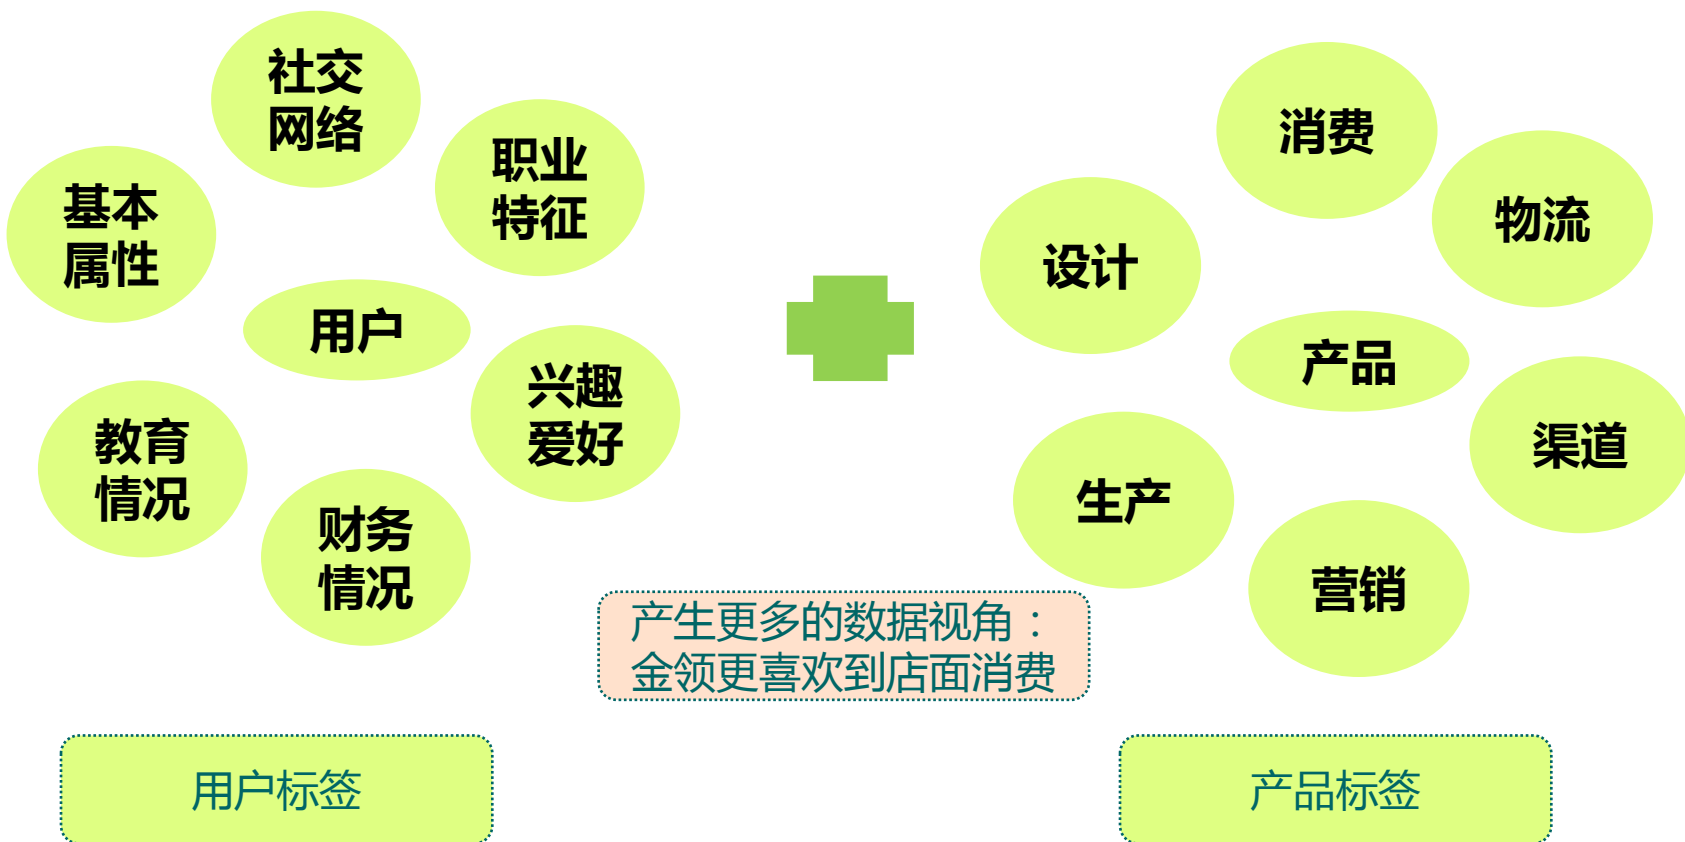 社交
网络
职业
特征
基本
属性
用户
兴趣
爱好
教育
情况
财务
情况
消费
物流
设计
产品
渠道
生产
营销
产生更多的数据视角：
金领更喜欢到店面消费
用户标签
产品标签